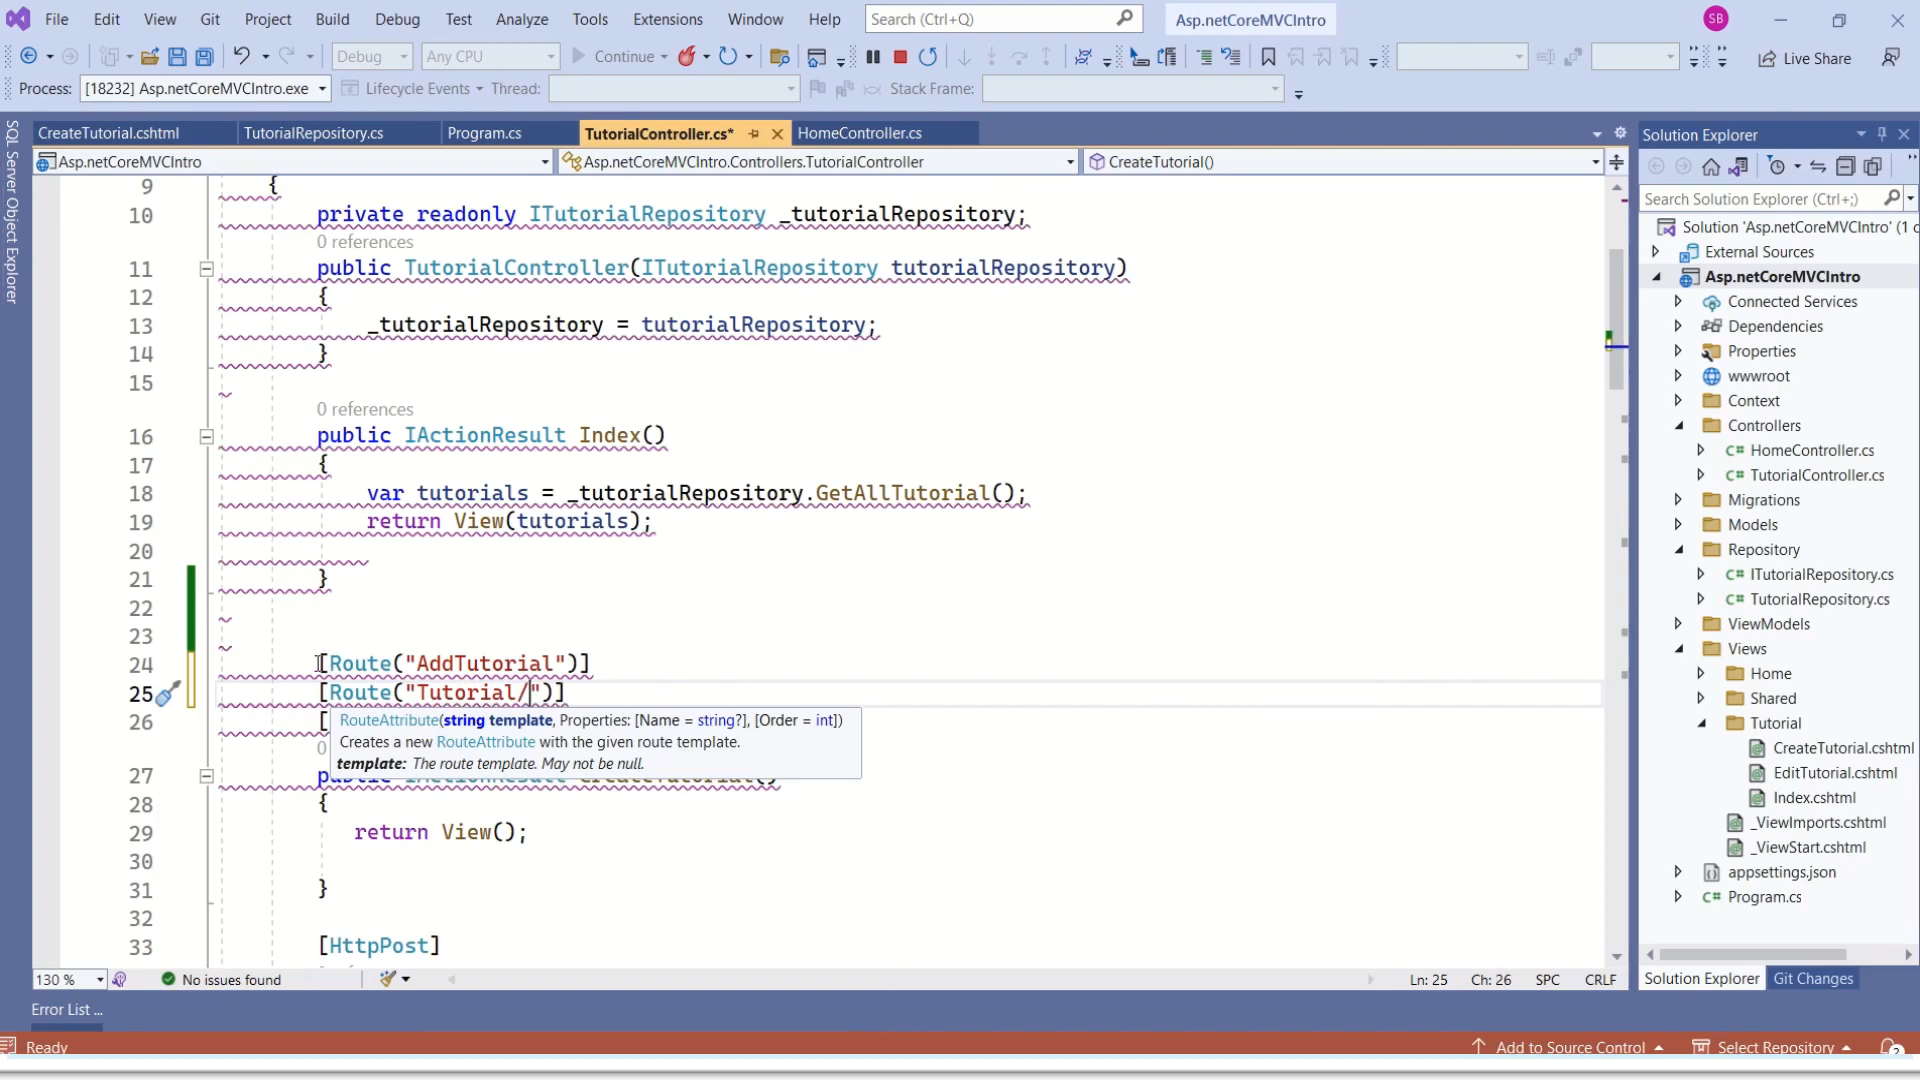 File Edit View Git Project Build Debug Test Analyze Tools Extensions Window Help Search (Ctrl+Q) Asp.netCoreMVCIntro SB
Debug Any CPU Continue Live Share
Process: [18232] Asp.netCoreMVCIntro.exe Lifecycle Events Thread: Stack Frame:
SQL Server Object Explorer
CreateTutorial.cshtml TutorialRepository.cs Program.cs TutorialController.cs* HomeController.cs
Asp.netCoreMVCIntro Asp.netCoreMVCIntro.Controllers.TutorialController CreateTutorial()
9 {
10 private readonly ITutorialRepository _tutorialRepository;
0 references
11 public TutorialController(ITutorialRepository tutorialRepository)
12 {
13 _tutorialRepository = tutorialRepository;
14 }
15
0 references
16 public IActionResult Index()
17 {
18 var tutorials = _tutorialRepository.GetAllTutorial();
19 return View(tutorials);
20
21 }
22
23
24 [Route("AddTutorial")]
25 [Route("Tutorial/")]
26 [
RouteAttribute(string template, Properties: [Name = string?], [Order = int])
Creates a new RouteAttribute with the given route template.
template: The route template. May not be null.
0
27 public IActionResult CreateTutorial()
28 {
29 return View();
30
31 }
32
33 [HttpPost]
130 % No issues found Ln: 25 Ch: 26 SPC CRLF
Error List ...
Ready Add to Source Control Select Repository 2
Solution Explorer
Search Solution Explorer (Ctrl+;)
Solution 'Asp.netCoreMVCIntro' (1 c
External Sources
Asp.netCoreMVCIntro
Connected Services
Dependencies
Properties
wwwroot
Context
Controllers
C# HomeController.cs
C# TutorialController.cs
Migrations
Models
Repository
C# ITutorialRepository.cs
C# TutorialRepository.cs
ViewModels
Views
Home
Shared
Tutorial
CreateTutorial.cshtml
EditTutorial.cshtml
Index.cshtml
_ViewImports.cshtml
_ViewStart.cshtml
appsettings.json
C# Program.cs
Solution Explorer Git Changes